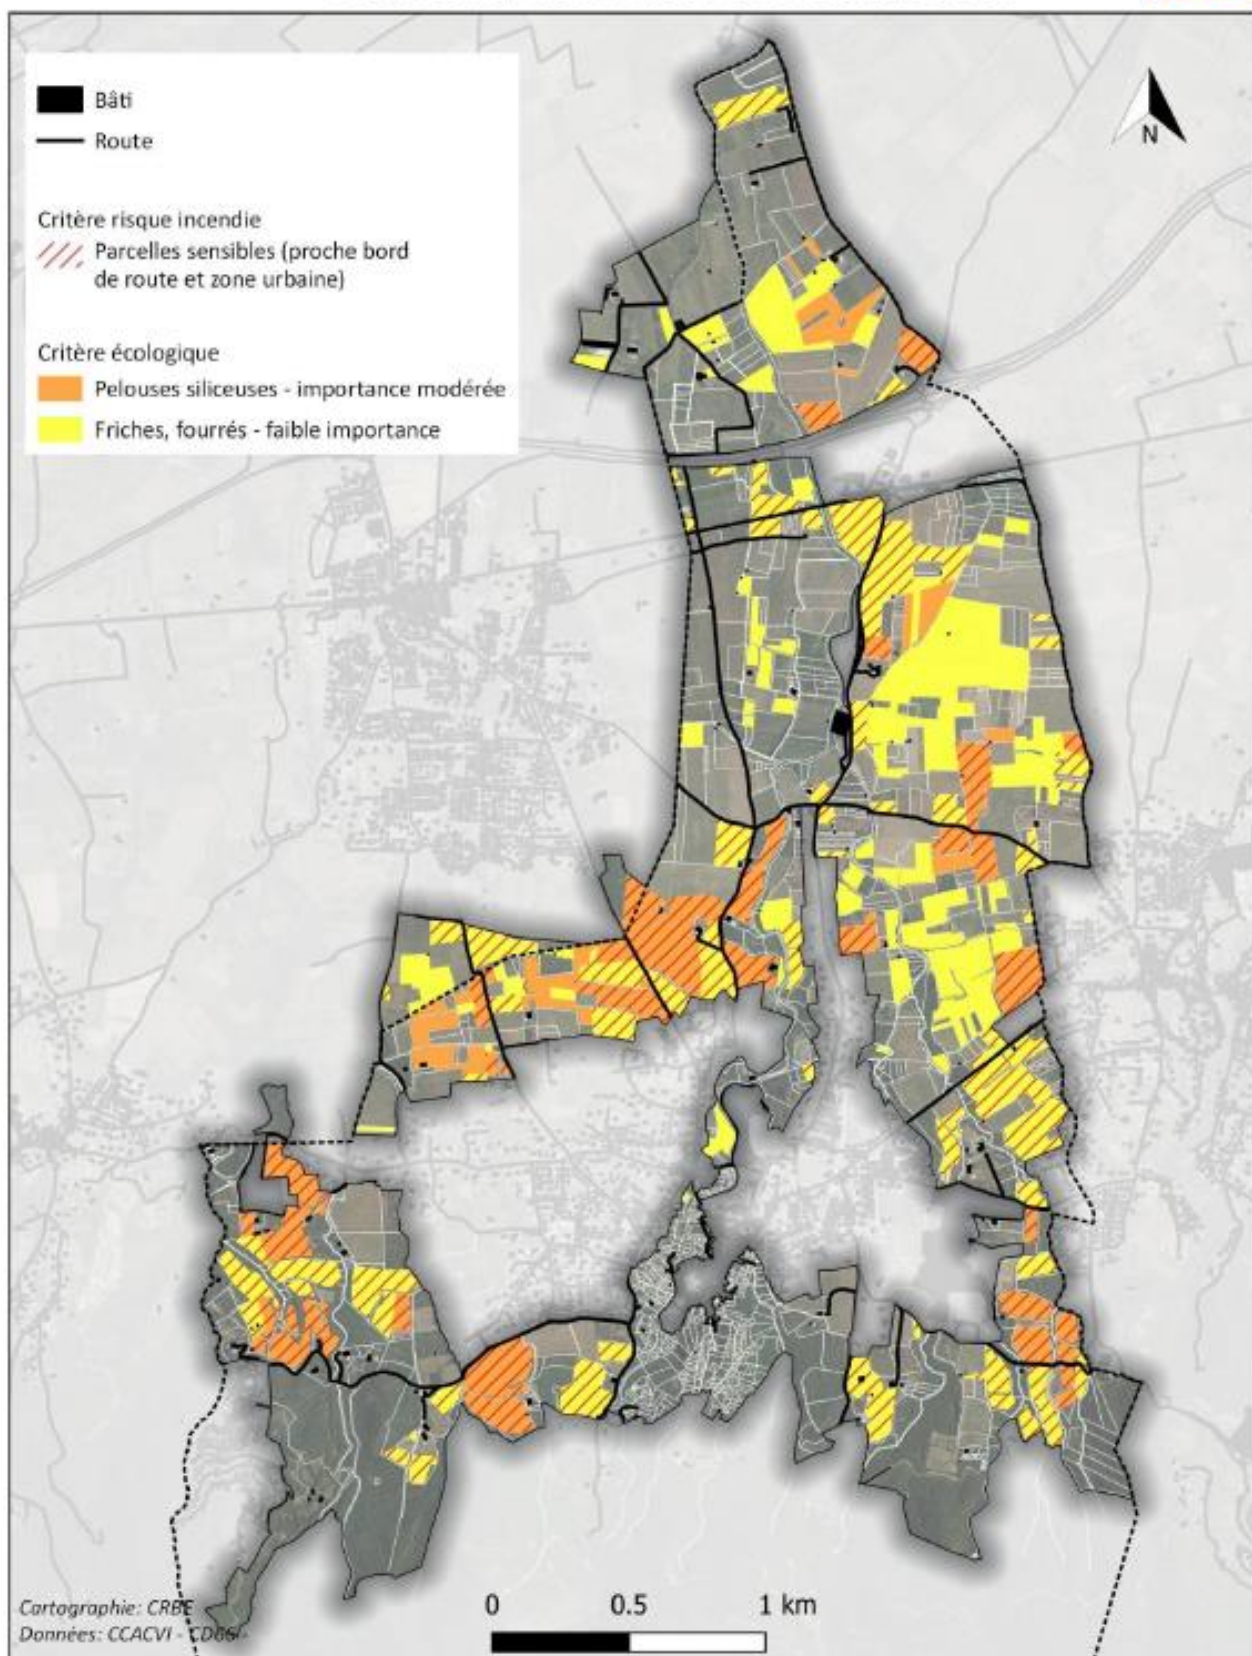 Bâti
Route
N
Critère risque incendie
Parcelles sensibles (proche bord
de route et zone urbaine)
Critère écologique
Pelouses siliceuses - importance modérée
Friches, fourrés - faible importance
Cartographie: CRBE
Données: CCACVI - CD66
0 0.5 1 km